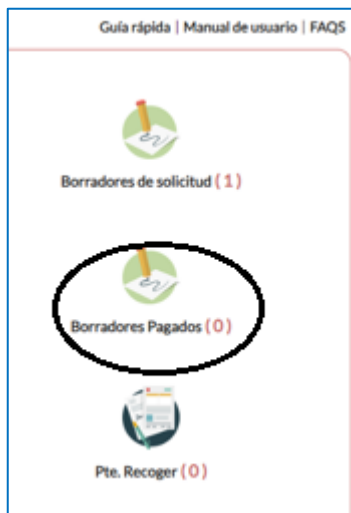 Guía rápida | Manual de usuario | FAQS
Borradores de solicitud ( 1 )
Borradores Pagados ( 0 )
Pte. Recoger ( 0 )